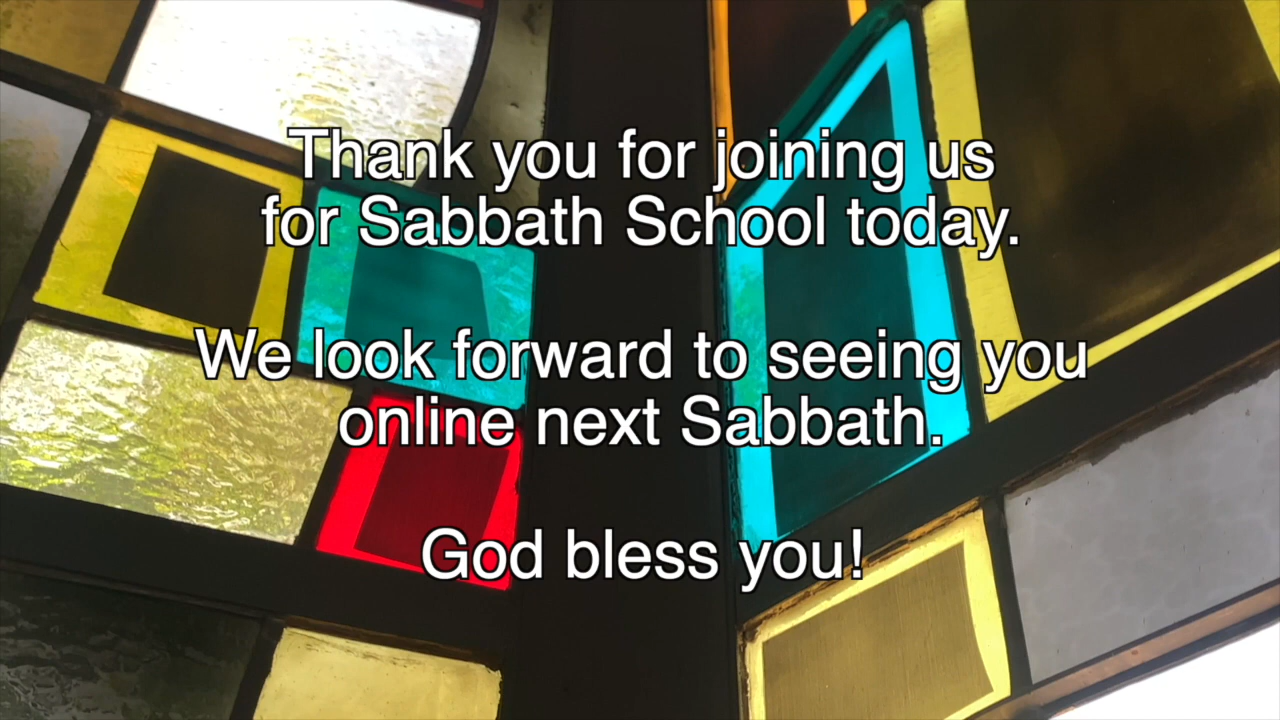 Thank you for joining us
for Sabbath School today.
We look forward to seeing you
online next Sabbath.
God bless you!